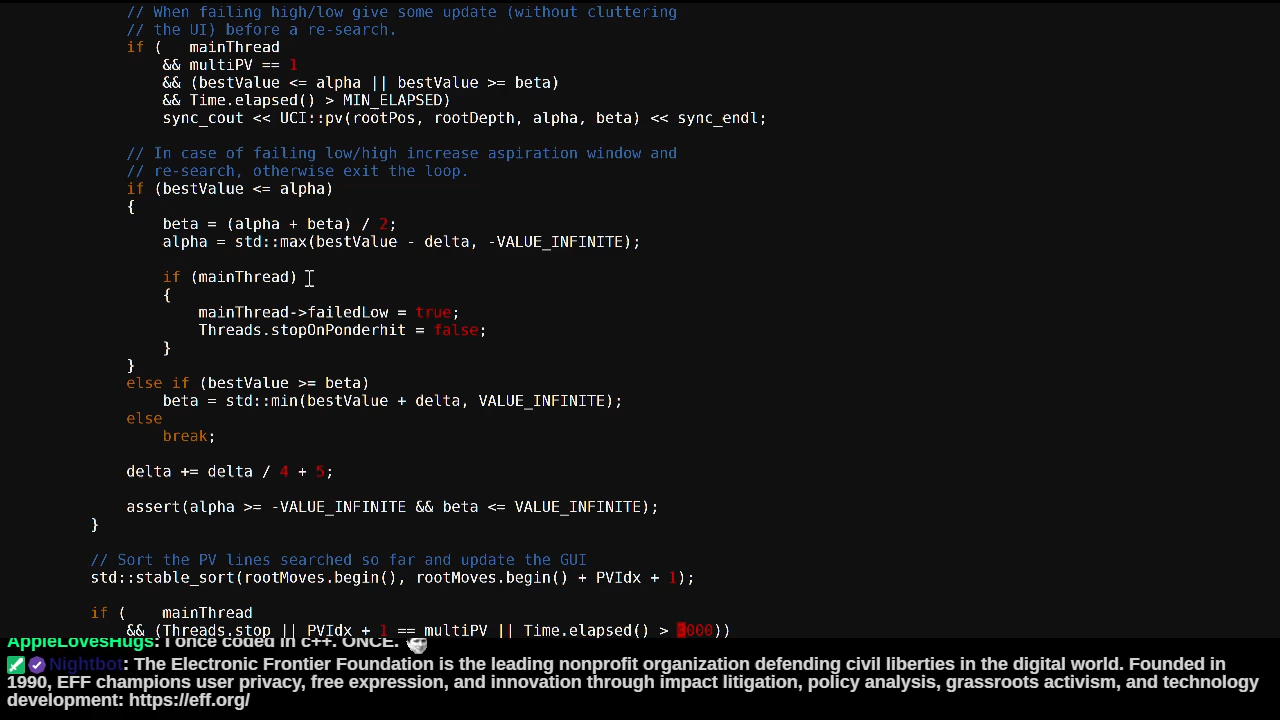 // When failing high/low give some update (without cluttering
// the UI) before a re-search.
if (   mainThread
    && multiPV == 1
    && (bestValue <= alpha || bestValue >= beta)
    && Time.elapsed() > MIN_ELAPSED)
    sync_cout << UCI::pv(rootPos, rootDepth, alpha, beta) << sync_endl;
// In case of failing low/high increase aspiration window and
// re-search, otherwise exit the loop.
if (bestValue <= alpha)
{
    beta = (alpha + beta) / 2;
    alpha = std::max(bestValue - delta, -VALUE_INFINITE);
    if (mainThread)
    {
        mainThread->failedLow = true;
        Threads.stopOnPonderhit = false;
    }
}
else if (bestValue >= beta)
    beta = std::min(bestValue + delta, VALUE_INFINITE);
else
    break;
delta += delta / 4 + 5;
assert(alpha >= -VALUE_INFINITE && beta <= VALUE_INFINITE);
}
// Sort the PV lines searched so far and update the GUI
std::stable_sort(rootMoves.begin(), rootMoves.begin() + PVIdx + 1);
if (    mainThread
    && (Threads.stop || PVIdx + 1 == multiPV || Time.elapsed() > 3000))
AppleLovesHugs: I once coded in c++. ONCE.
Nightbot: The Electronic Frontier Foundation is the leading nonprofit organization defending civil liberties in the digital world. Founded in
1990, EFF champions user privacy, free expression, and innovation through impact litigation, policy analysis, grassroots activism, and technology
development: https://eff.org/